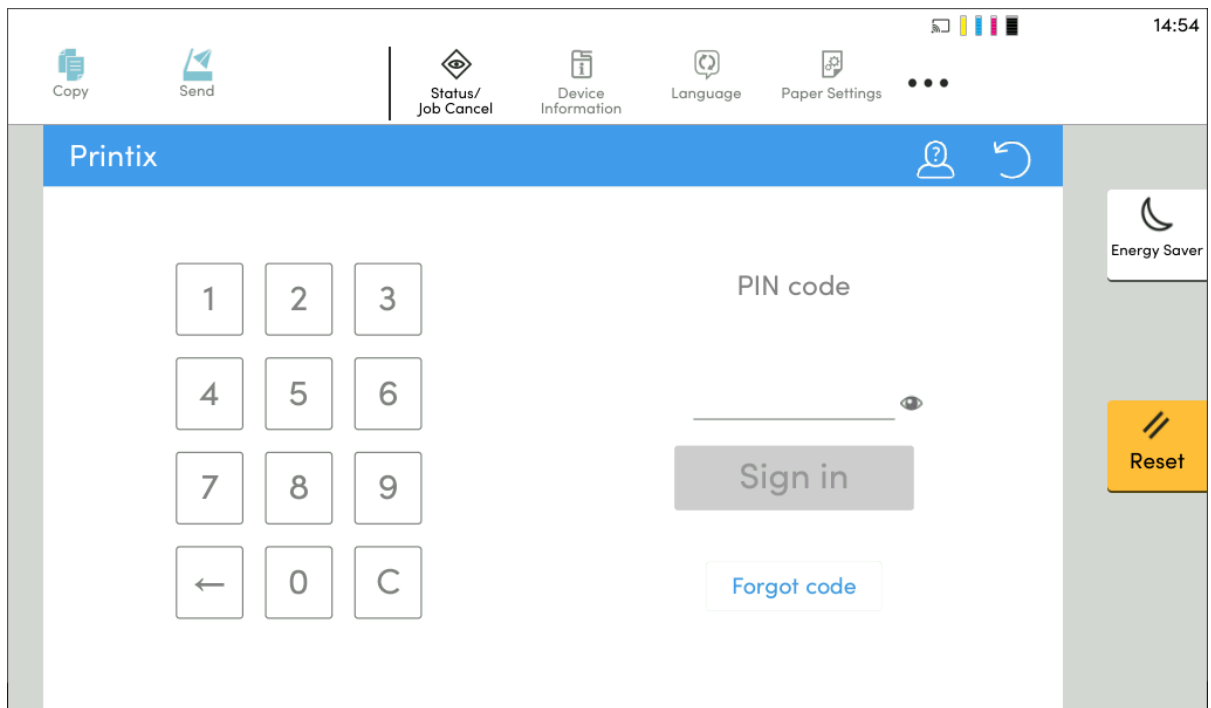 14:54
Copy
Send
Status/
Job Cancel
Device
Information
Language
Paper Settings
Printix
Energy Saver
PIN code
1 2 3
4 5 6
Reset
Sign in
7 8 9
Forgot code
← 0 C